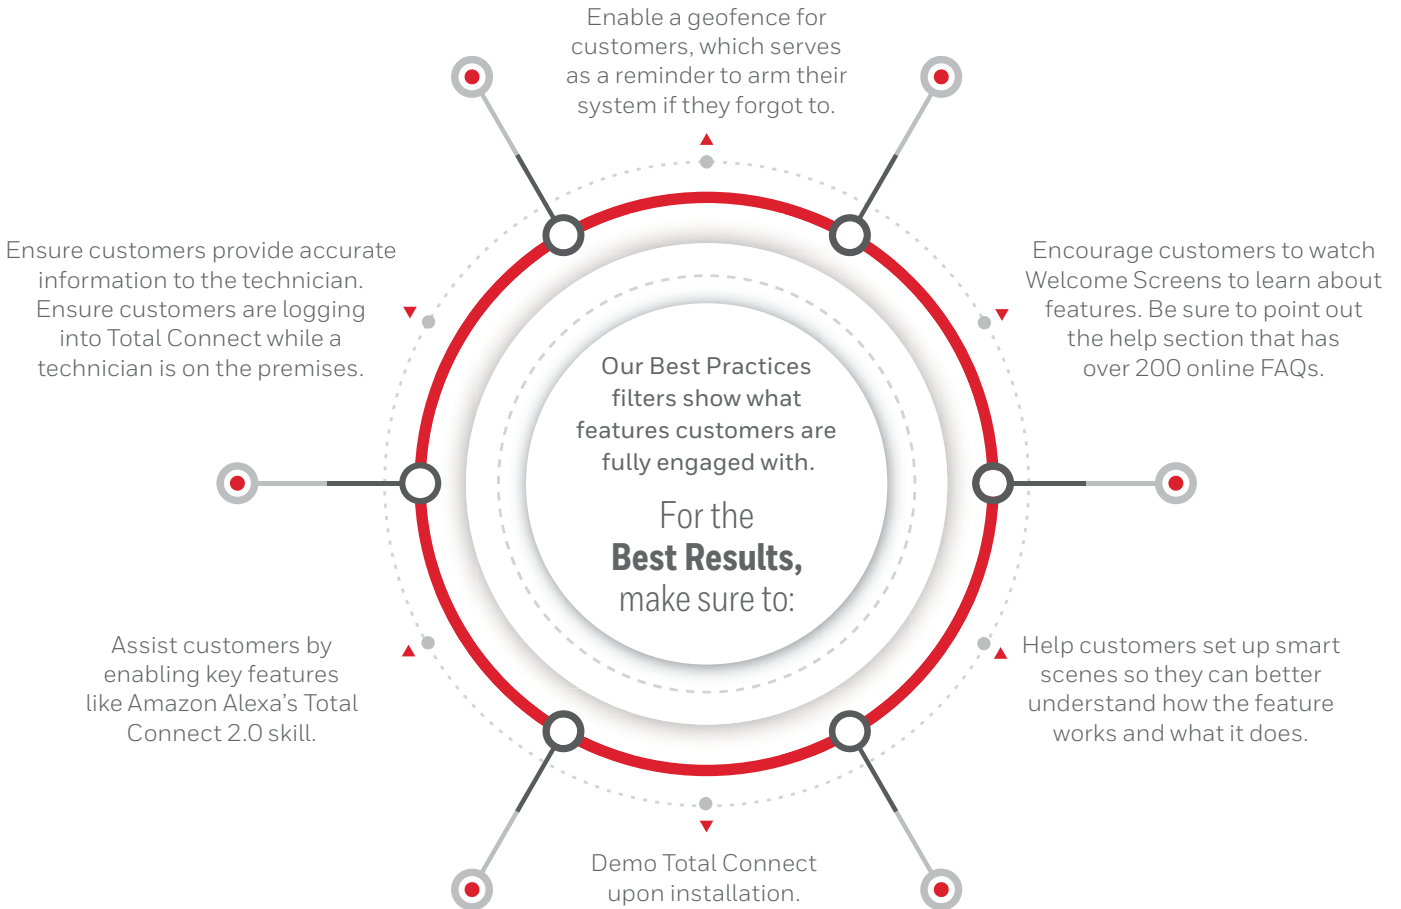 Enable a geofence for
customers, which serves
as a reminder to arm their
system if they forgot to.
Ensure customers provide accurate
information to the technician.
Ensure customers are logging
into Total Connect while a
technician is on the premises.
Encourage customers to watch
Welcome Screens to learn about
features. Be sure to point out
the help section that has
over 200 online FAQs.
Our Best Practices
filters show what
features customers are
fully engaged with.
For the
Best Results,
make sure to:
Assist customers by
enabling key features
like Amazon Alexa’s Total
Connect 2.0 skill.
Help customers set up smart
scenes so they can better
understand how the feature
works and what it does.
Demo Total Connect
upon installation.